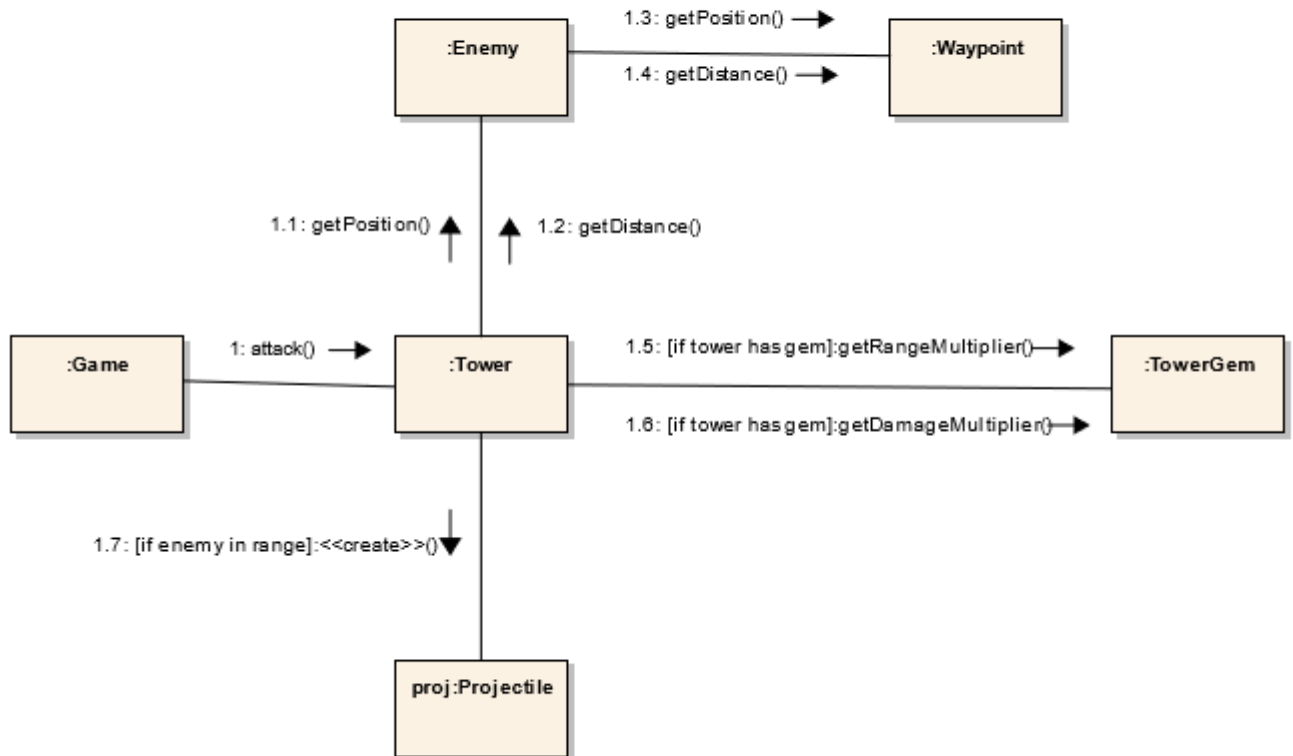 1.3: getPosition()
:Enemy
:Waypoint
1.4: getDistance()
1.1: getPosition()
1.2: getDistance()
1: attack()
:Game
:Tower
1.5: [if tower has gem]:getRangeMultiplier()
:TowerGem
1.6: [if tower has gem]:getDamageMultiplier()
1.7: [if enemy in range]:<<create>>()
proj:Projectile